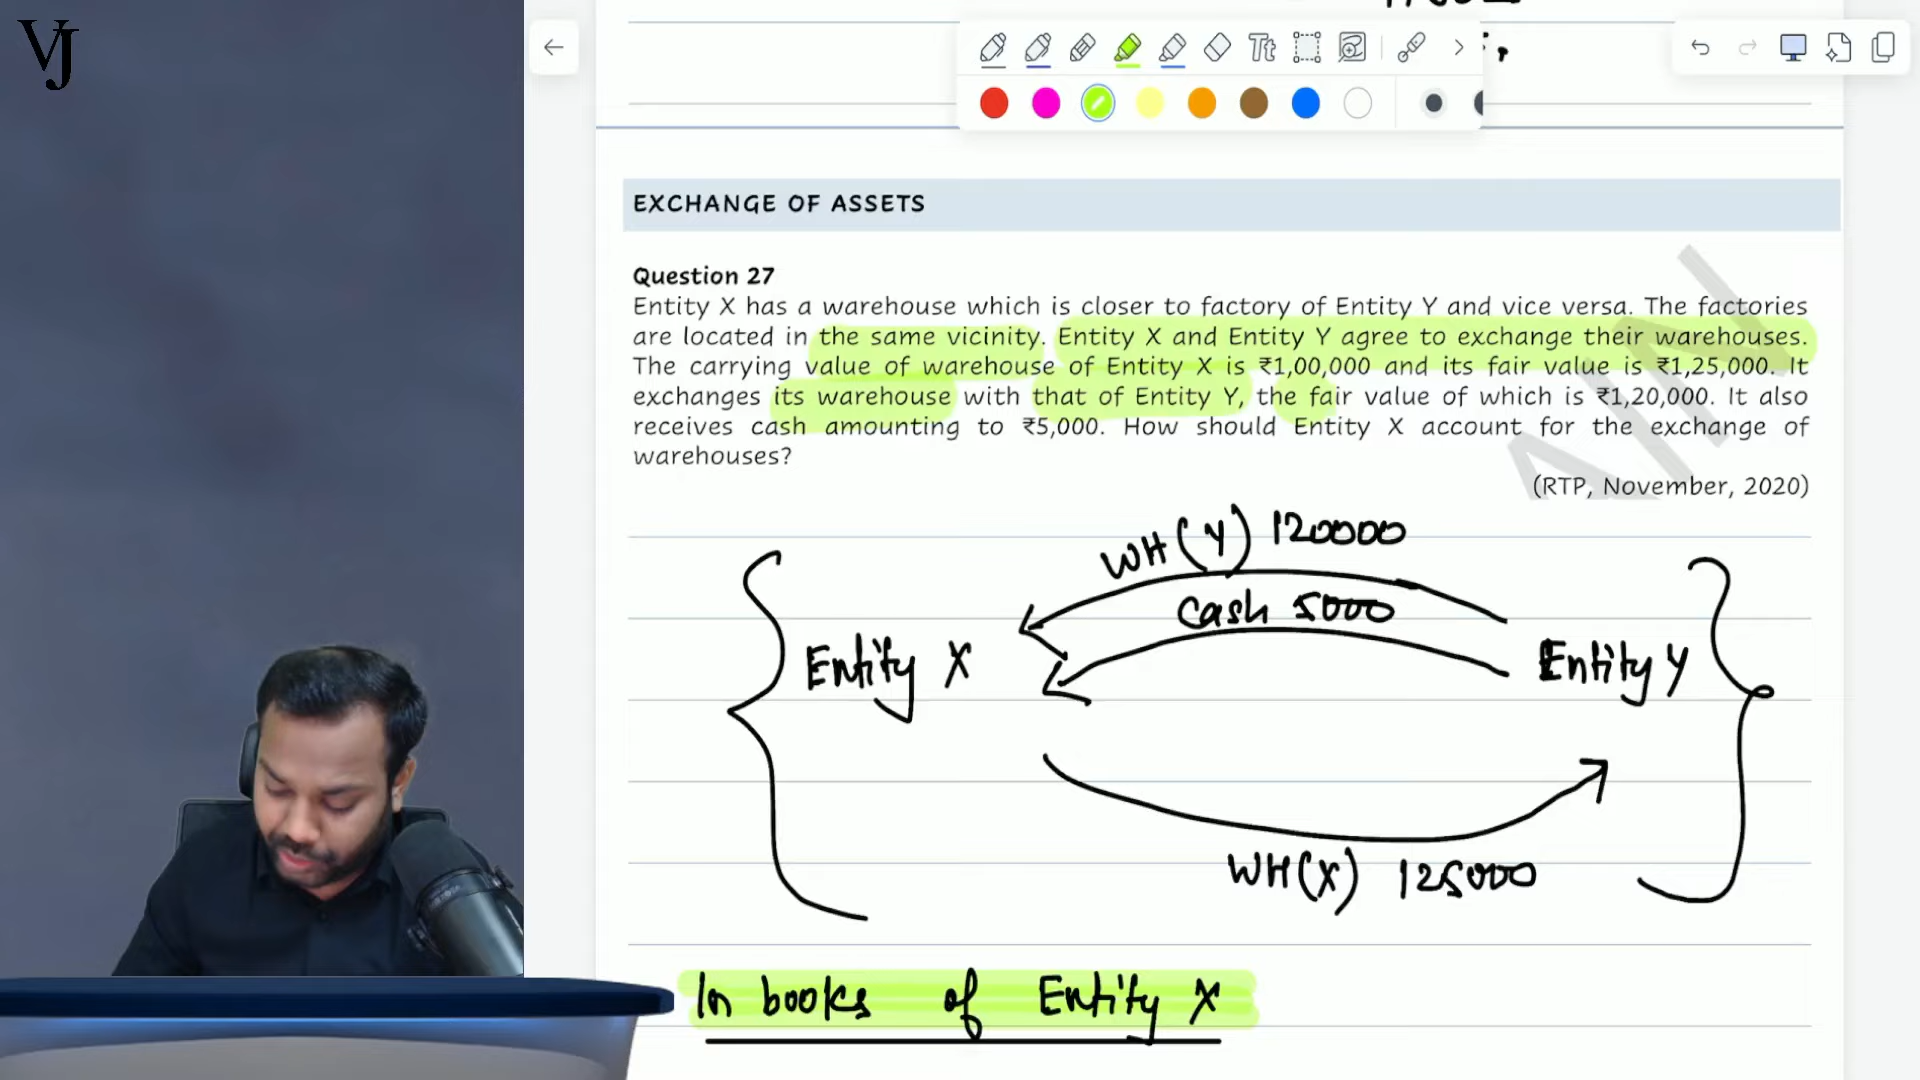 VJ
EXCHANGE OF ASSETS
Question 27
Entity X has a warehouse which is closer to factory of Entity Y and vice versa. The factories
are located in the same vicinity. Entity X and Entity Y agree to exchange their warehouses.
The carrying value of warehouse of Entity X is ₹1,00,000 and its fair value is ₹1,25,000. It
exchanges its warehouse with that of Entity Y, the fair value of which is ₹1,20,000. It also
receives cash amounting to ₹5,000. How should Entity X account for the exchange of
warehouses?
(RTP, November, 2020)
WH (Y) 120000
Cash 5000
Entity X
Entity Y
WH(X) 125000
In books of Entity X